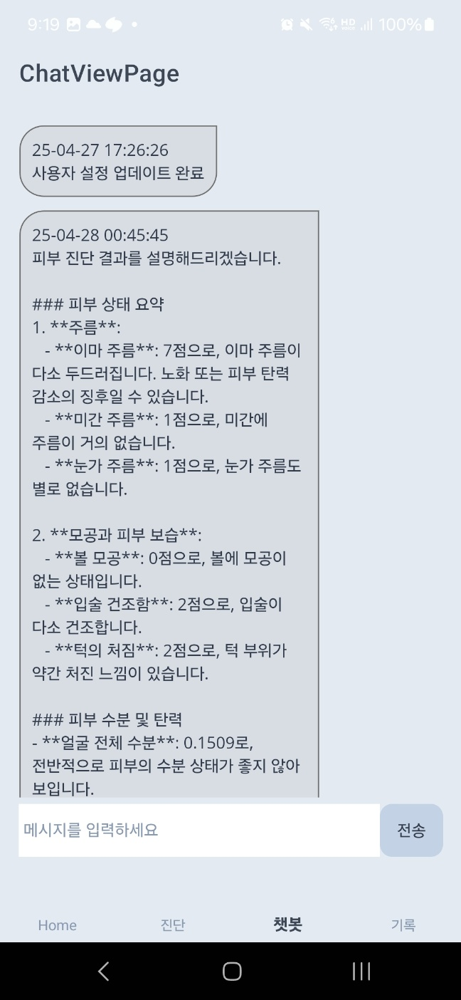 9:19
HD
100%
ChatViewPage
25-04-27 17:26:26
사용자 설정 업데이트 완료
25-04-28 00:45:45
피부 진단 결과를 설명해드리겠습니다.
### 피부 상태 요약
1. **주름**:
- **이마 주름**: 7점으로, 이마 주름이
다소 두드러집니다. 노화 또는 피부 탄력
감소의 징후일 수 있습니다.
- **미간 주름**: 1점으로, 미간에
주름이 거의 없습니다.
- **눈가 주름**: 1점으로, 눈가 주름도
별로 없습니다.
2. **모공과 피부 보습**:
- **볼 모공**: 0점으로, 볼에 모공이
없는 상태입니다.
- **입술 건조함**: 2점으로, 입술이
다소 건조합니다.
- **턱의 처짐**: 2점으로, 턱 부위가
약간 처진 느낌이 있습니다.
### 피부 수분 및 탄력
- **얼굴 전체 수분**: 0.1509로,
전반적으로 피부의 수분 상태가 좋지 않아
보입니다.
메시지를 입력하세요
전송
Home
진단
챗봇
기록